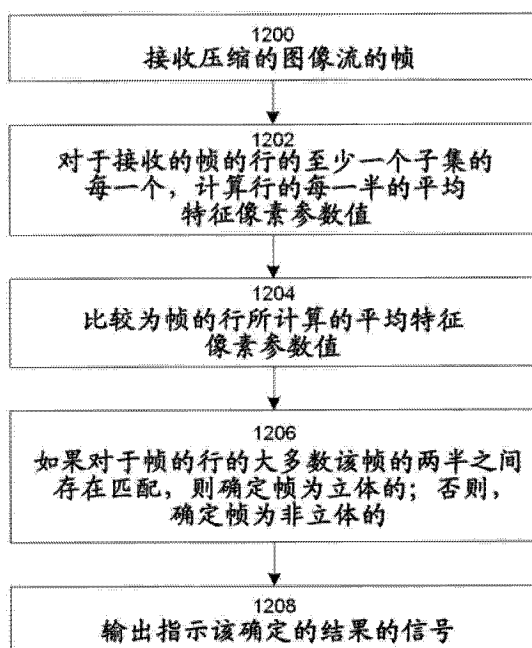 1200
接收压缩的图像流的帧
1202
对于接收的帧的行的至少一个子集的
每一个，计算行的每一半的平均
特征像素参数值
1204
比较为帧的行所计算的平均特征
像素参数值
1206
如果对于帧的行的大多数该帧的两半之间
存在匹配，则确定帧为立体的；否则，
确定帧为非立体的
1208
输出指示该确定的结果的信号